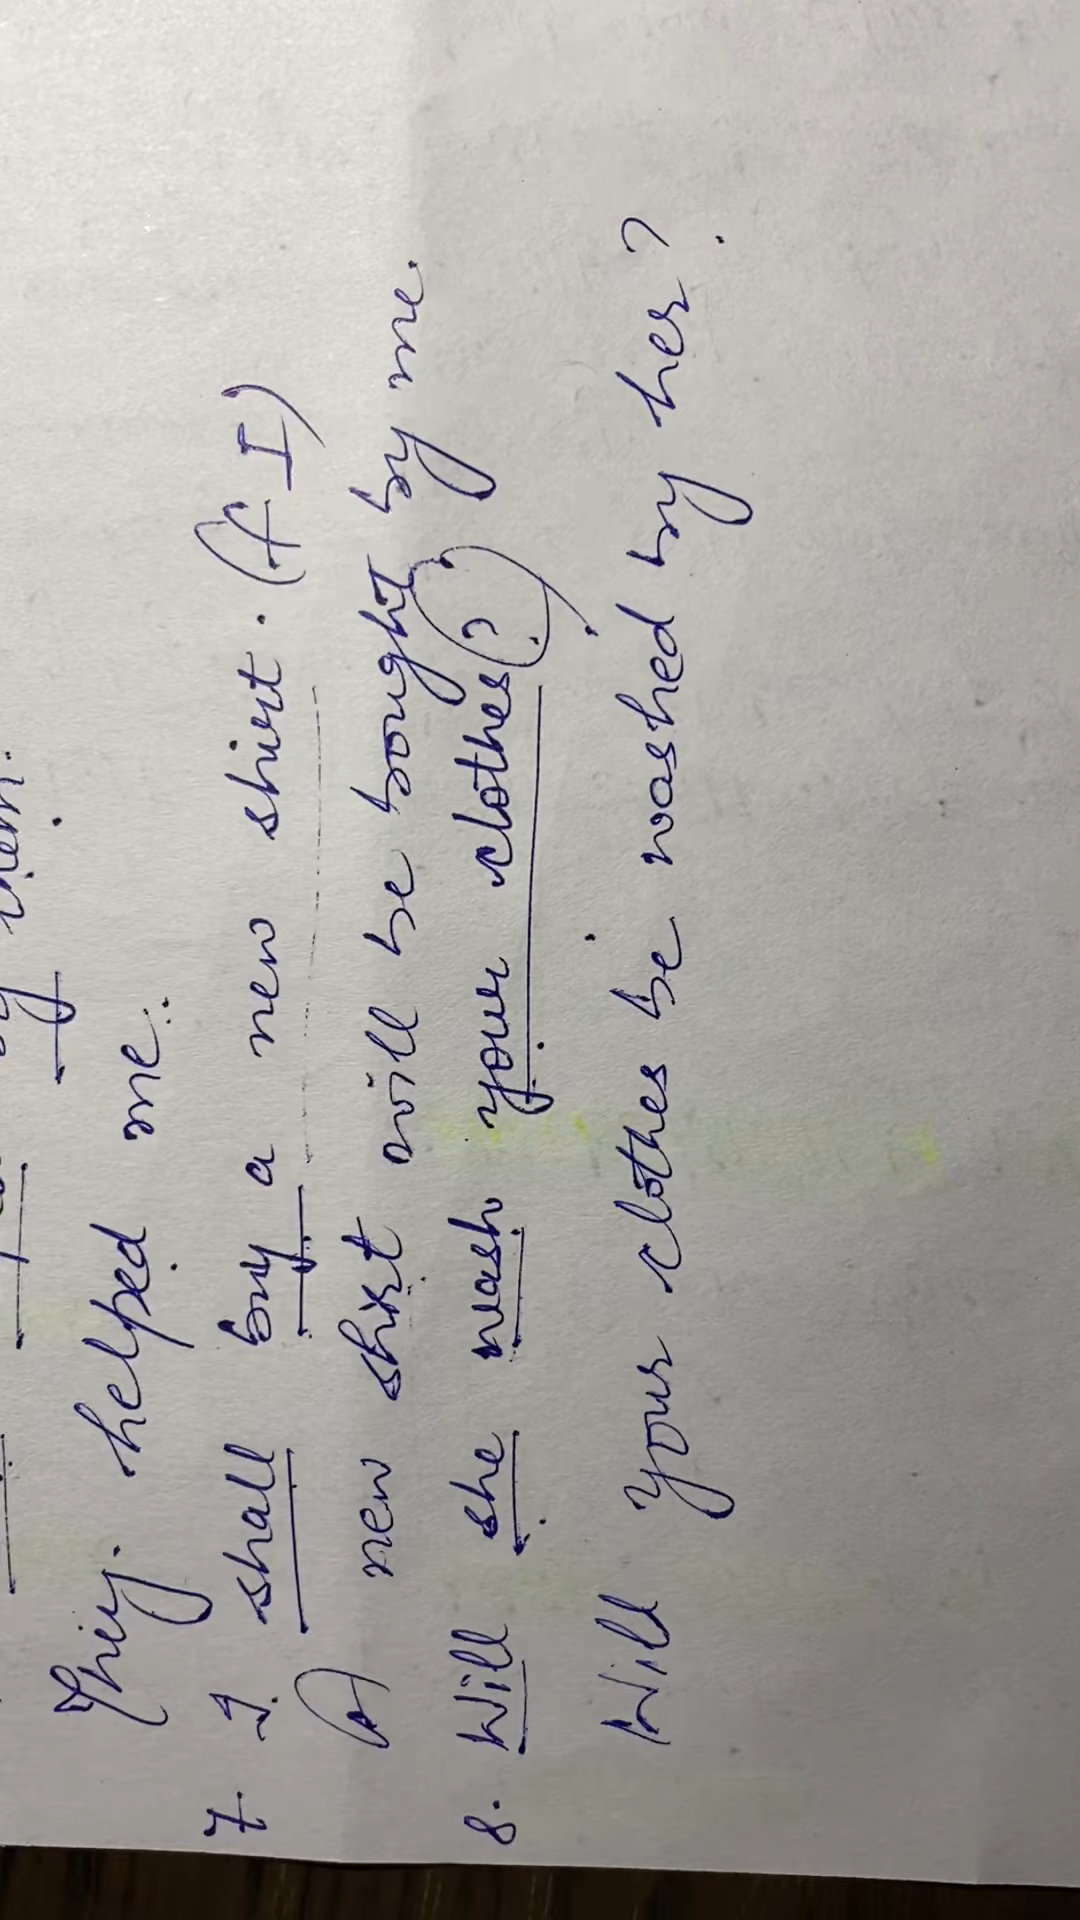 them.
They helped me.
7. I shall buy a new shirt. (f I)
A new shirt will be bought by me.
8. Will she wash your clothes (?)
Will your clothes be washed by her?